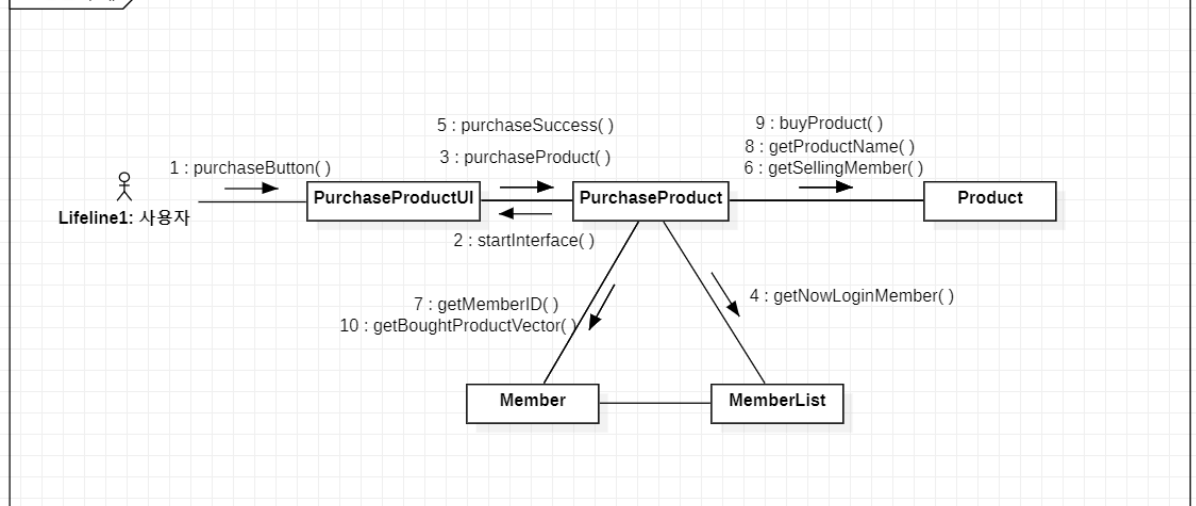 5 : purchaseSuccess( )
9 : buyProduct( )
8 : getProductName( )
3 : purchaseProduct( )
1 : purchaseButton( )
6 : getSellingMember( )
PurchaseProductUI
PurchaseProduct
Product
Lifeline1: 사용자
2 : startInterface( )
7 : getMemberID( )
4 : getNowLoginMember( )
10 : getBoughtProductVector( )
Member
MemberList